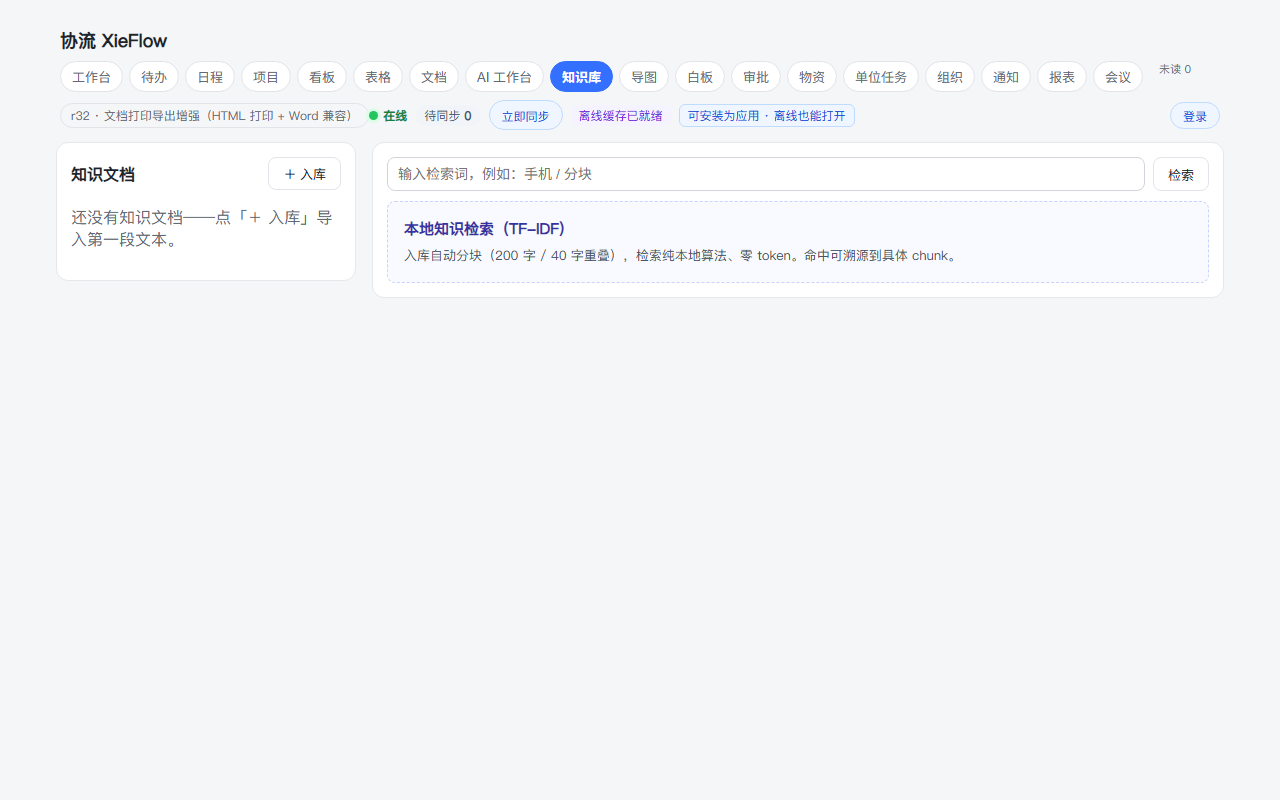 协流 XieFlow
工作台 待办 日程 项目 看板 表格 文档 AI 工作台 知识库 导图 白板 审批 物资 单位任务 组织 通知 报表 会议 未读 0
r32 · 文档打印导出增强（HTML 打印 + Word 兼容） 在线 待同步 0 立即同步 离线缓存已就绪 可安装为应用 · 离线也能打开 登录
知识文档 ＋ 入库
还没有知识文档——点「＋ 入库」导
入第一段文本。
输入检索词，例如：手机 / 分块 检索
本地知识检索（TF-IDF）
入库自动分块（200 字 / 40 字重叠），检索纯本地算法、零 token。命中可溯源到具体 chunk。